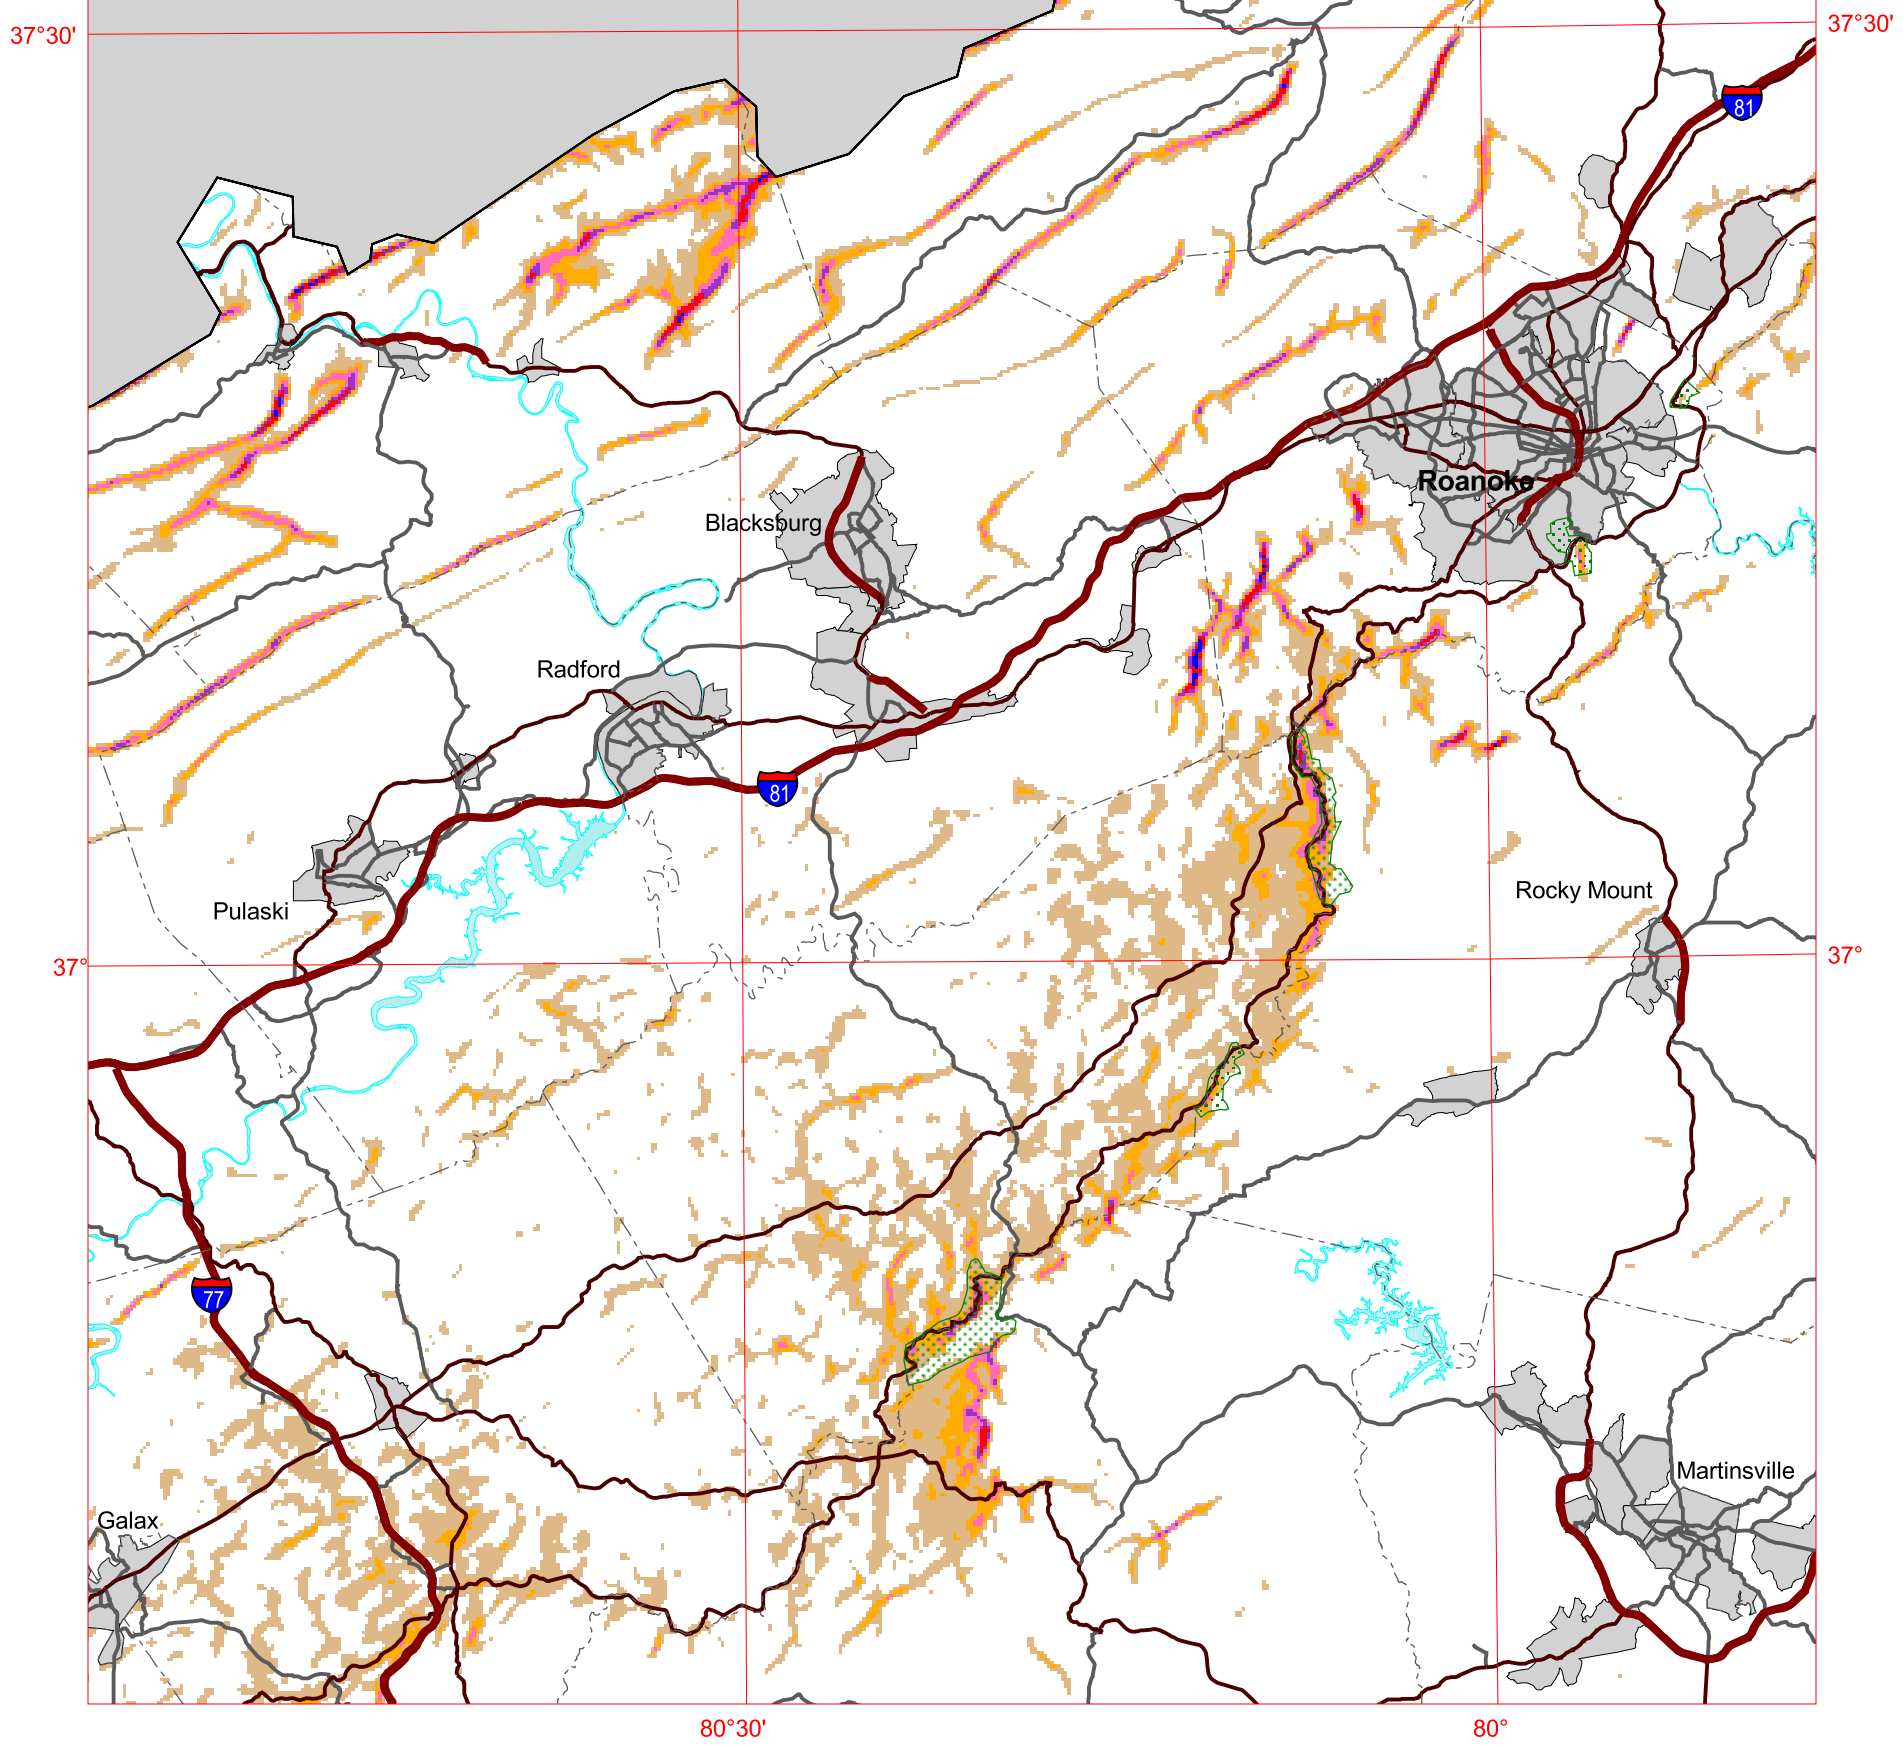 37°30'
37°30'
81
Roanoke
Blacksburg
Radford
81
Rocky Mount
Pulaski
37°
37°
77
Martinsville
Galax
80°30'
80°